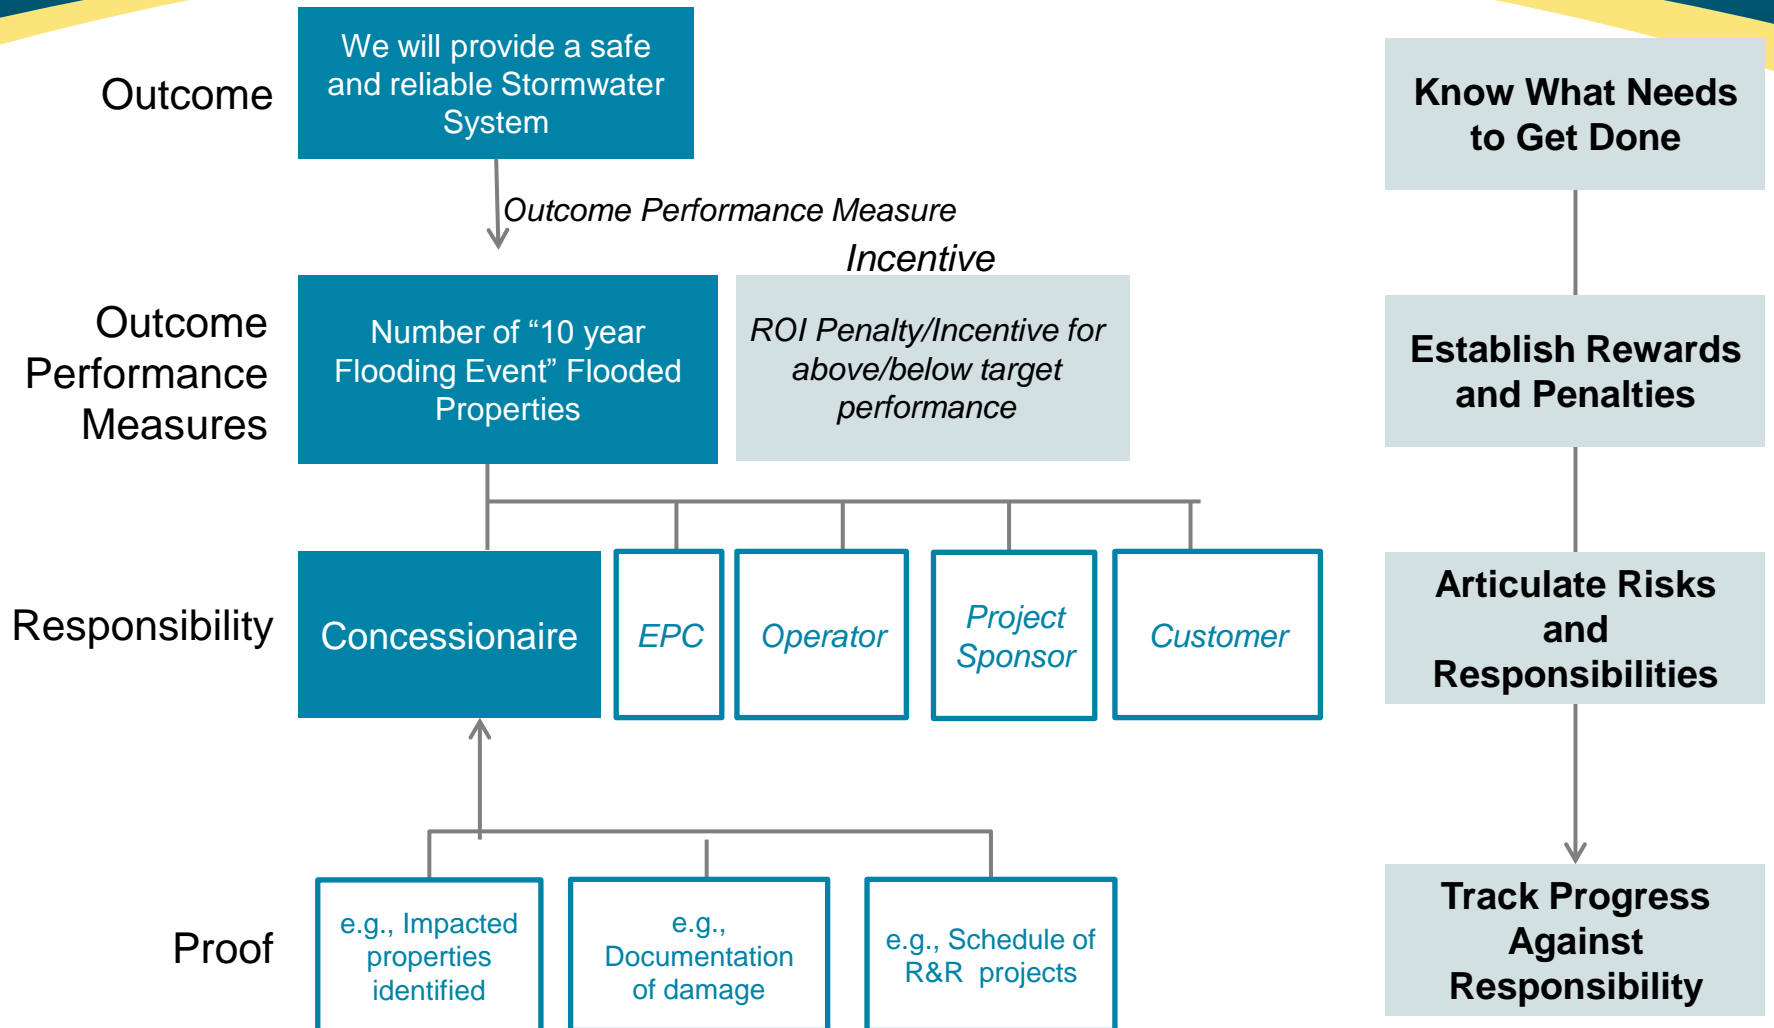 Outcome
We will provide a safe
and reliable Stormwater
System
Know What Needs
to Get Done
Outcome Performance Measure
Incentive
Outcome
Performance
Measures
Number of “10 year
Flooding Event” Flooded
Properties
ROI Penalty/Incentive for
above/below target
performance
Establish Rewards
and Penalties
Responsibility
Concessionaire
EPC
Operator
Project
Sponsor
Customer
Articulate Risks
and
Responsibilities
Proof
e.g., Impacted
properties
identified
e.g.,
Documentation
of damage
e.g., Schedule of
R&R projects
Track Progress
Against
Responsibility